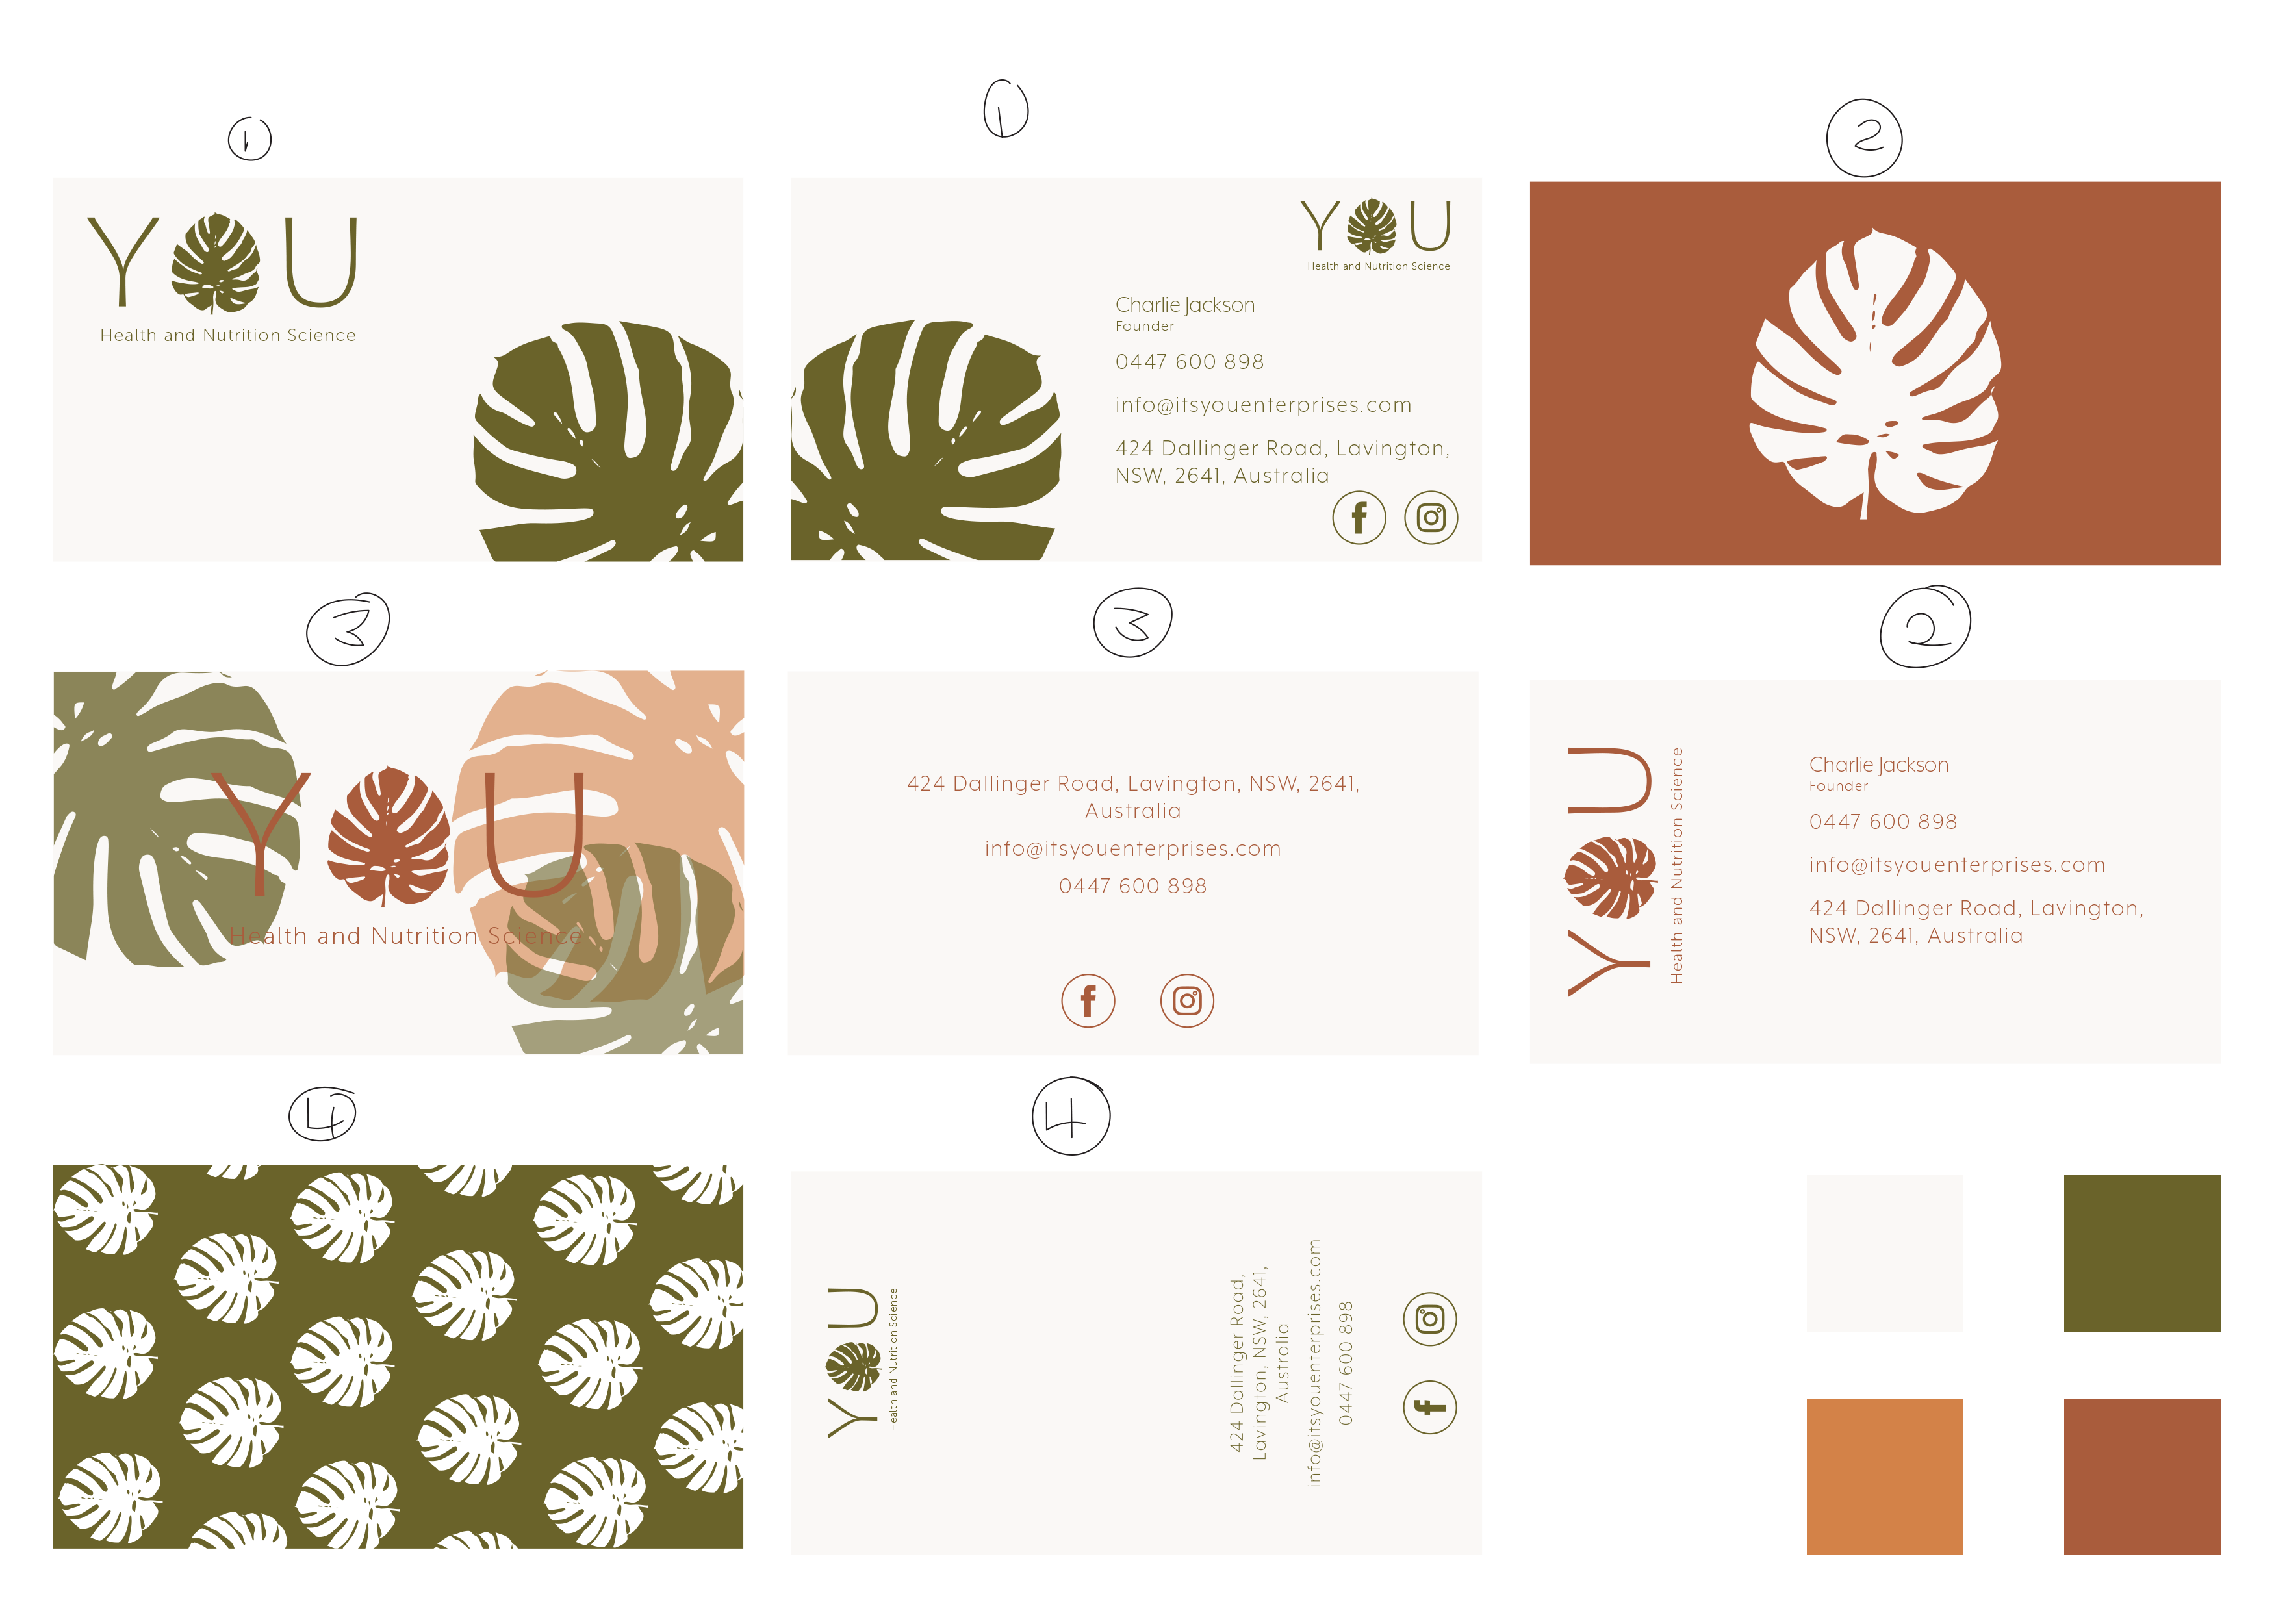 1
1
2
YOU
Health and Nutrition Science
YOU
Health and Nutrition Science
Charlie Jackson
Founder
0447 600 898
info@itsyouenterprises.com
424 Dallinger Road, Lavington,
NSW, 2641, Australia
f
3
3
2
YOU
Health and Nutrition Science
424 Dallinger Road, Lavington, NSW, 2641,
Australia
info@itsyouenterprises.com
0447 600 898
f
YOU
Health and Nutrition Science
Charlie Jackson
Founder
0447 600 898
info@itsyouenterprises.com
424 Dallinger Road, Lavington,
NSW, 2641, Australia
4
4
YOU
Health and Nutrition Science
424 Dallinger Road,
Lavington, NSW, 2641,
Australia
info@itsyouenterprises.com
0447 600 898
f